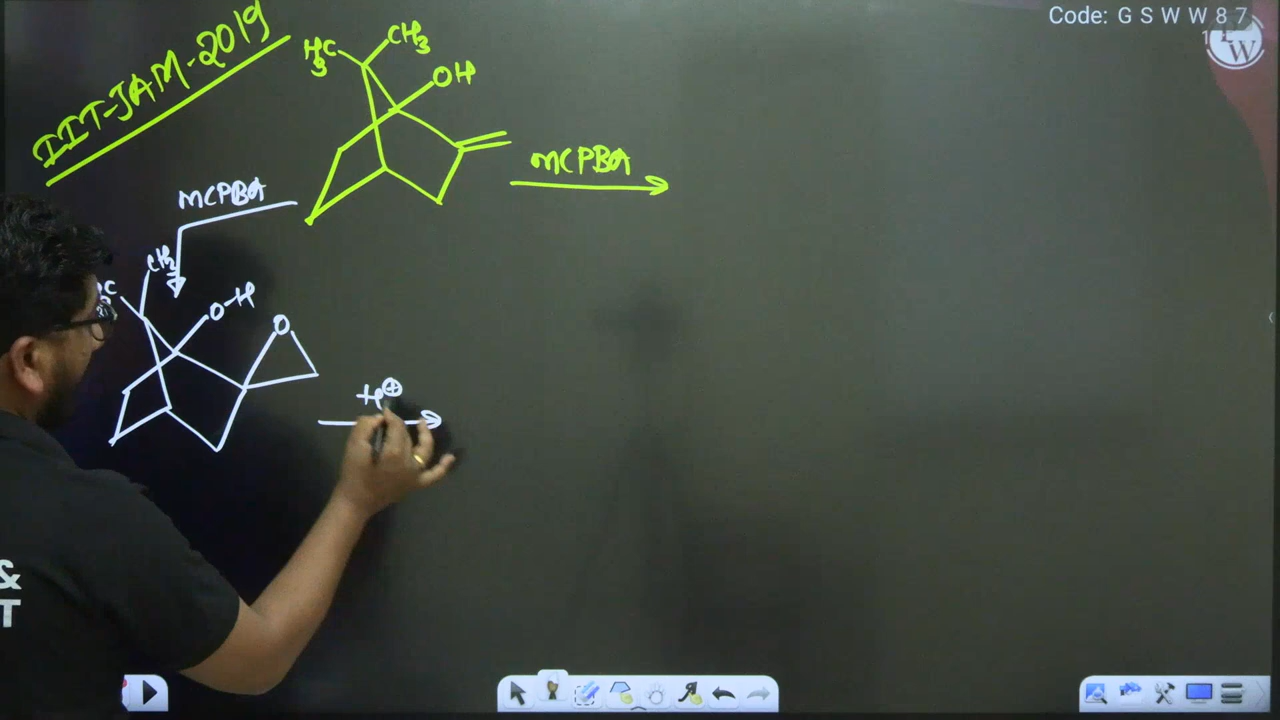 Code: G S W W 8 7
IIT-JAM-2019
H3C
CH3
OH
MCPBA
MCPBA
CH3
O-H
O
H⊕
W
&
T